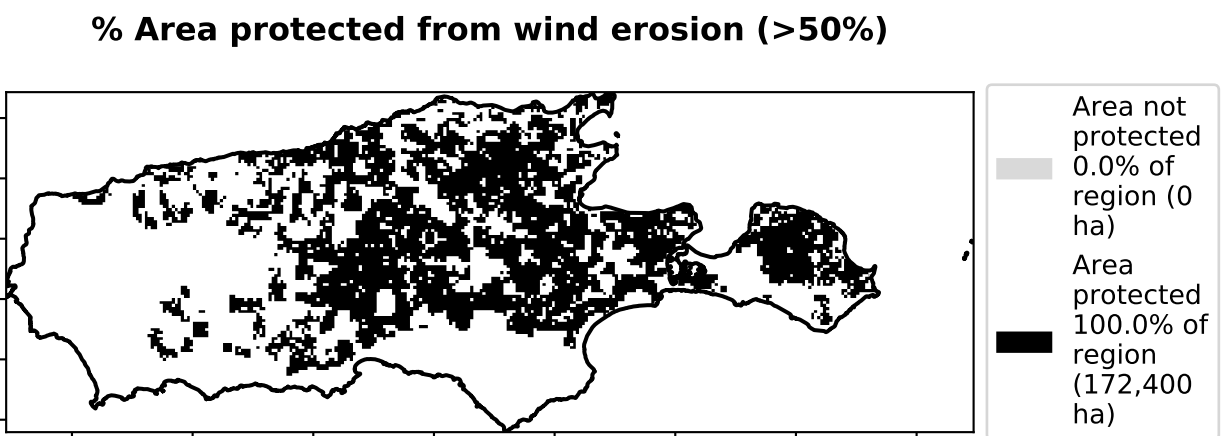 % Area protected from wind erosion (>50%)
Area not
protected
0.0% of
region (0
ha)
Area
protected
100.0% of
region
(172,400
ha)